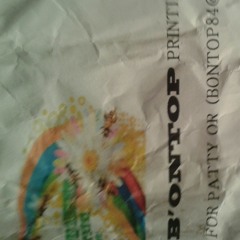 B'ONTOP PRINTI
FOR PATTY OR (BONTOP84@